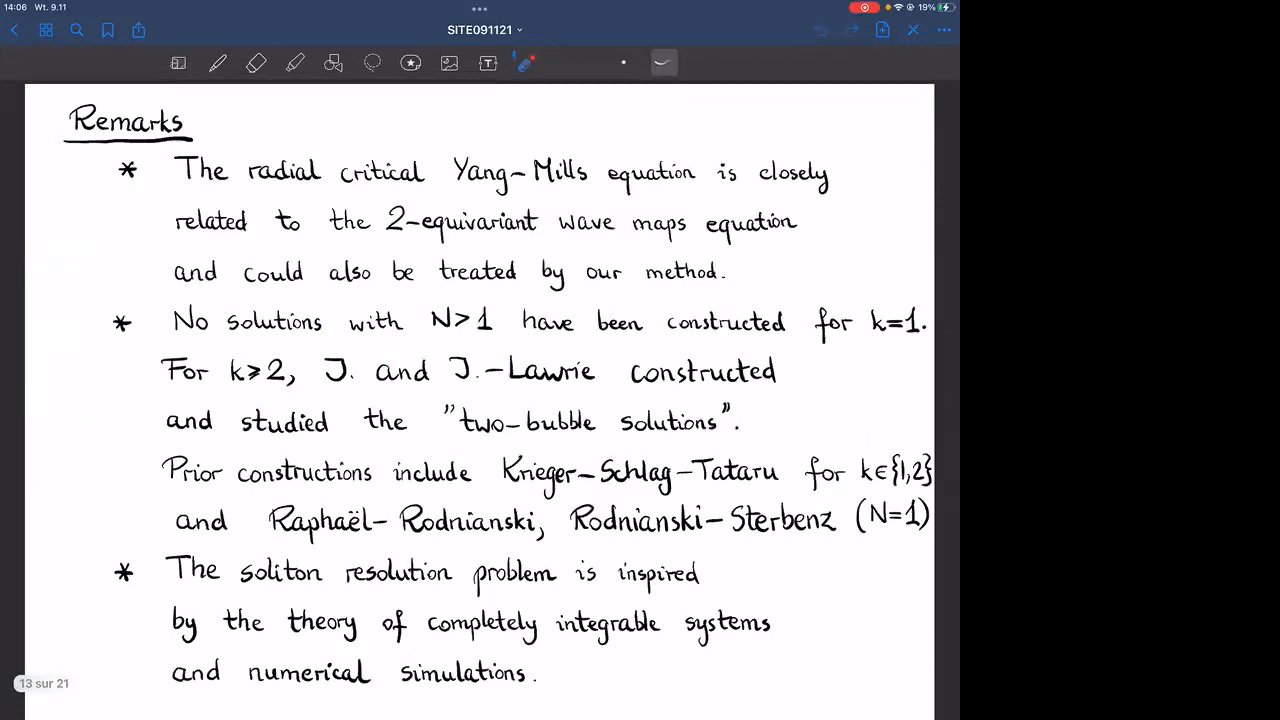 14:06 Wt. 9.11
19%
SITE091121
Remarks
* The radial critical Yang-Mills equation is closely
related to the 2-equivariant wave maps equation
and could also be treated by our method.
* No solutions with N>1 have been constructed for k=1.
For k⩾2, J. and J.-Lawrie constructed
and studied the "two-bubble solutions".
Prior constructions include Krieger-Schlag-Tataru for k∈{1,2}
and Raphaël-Rodnianski, Rodnianski-Sterbenz (N=1)
* The soliton resolution problem is inspired
by the theory of completely integrable systems
and numerical simulations.
13 sur 21